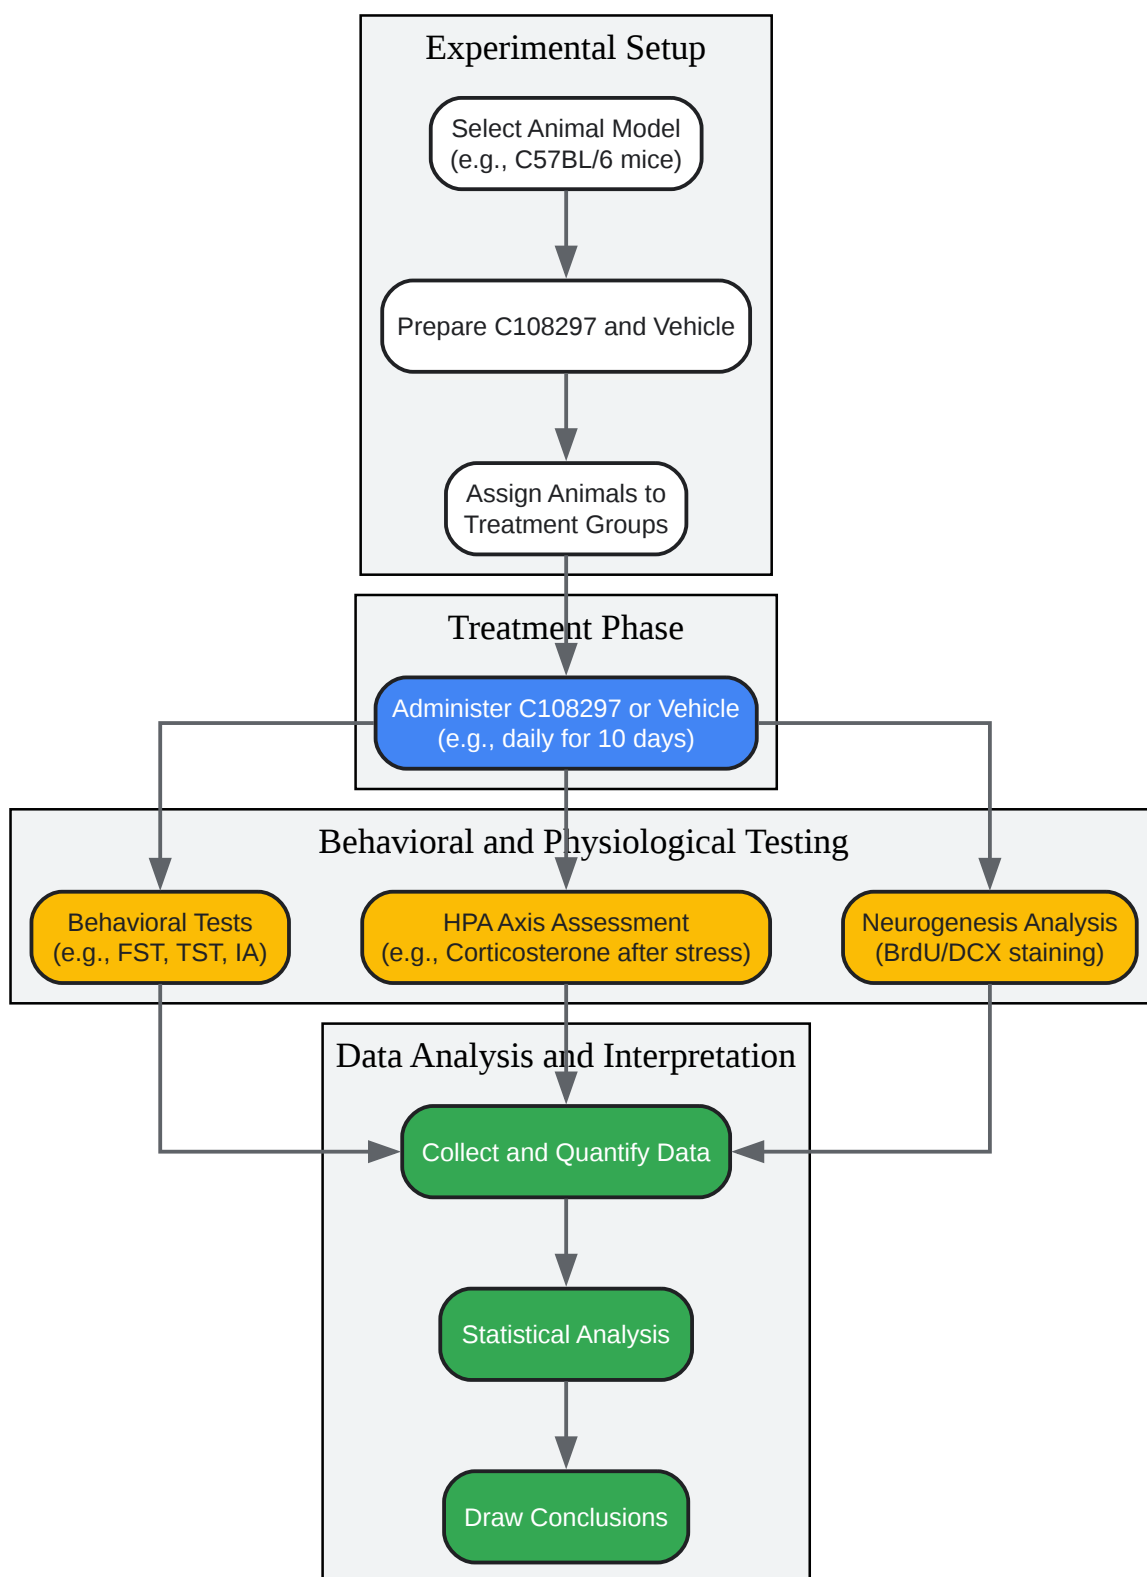 Experimental Setup
Select Animal Model
(e.g., C57BL/6 mice)
Prepare C108297 and Vehicle
Assign Animals to
Treatment Groups
Treatment Phase
Administer C108297 or Vehicle
(e.g., daily for 10 days)
Behavioral and Physiological Testing
Behavioral Tests
(e.g., FST, TST, IA)
HPA Axis Assessment
(e.g., Corticosterone after stress)
Neurogenesis Analysis
(BrdU/DCX staining)
Data Analysis and Interpretation
Collect and Quantify Data
Statistical Analysis
Draw Conclusions